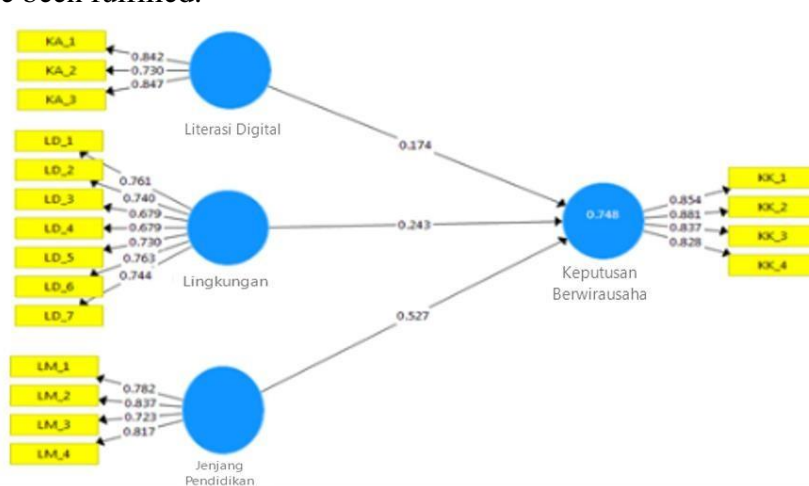 been fulfilled.
KA_1
KA_2
KA_3
0.842
0.730
0.847
Literasi Digital
0.174
LD_1
LD_2
LD_3
LD_4
LD_5
LD_6
LD_7
0.761
0.740
0.679
0.679
0.730
0.763
0.744
Lingkungan
0.243
LM_1
LM_2
LM_3
LM_4
0.782
0.837
0.723
0.817
Jenjang
Pendidikan
0.527
0.748
Keputusan
Berwirausaha
0.854
0.881
0.837
0.828
KK_1
KK_2
KK_3
KK_4